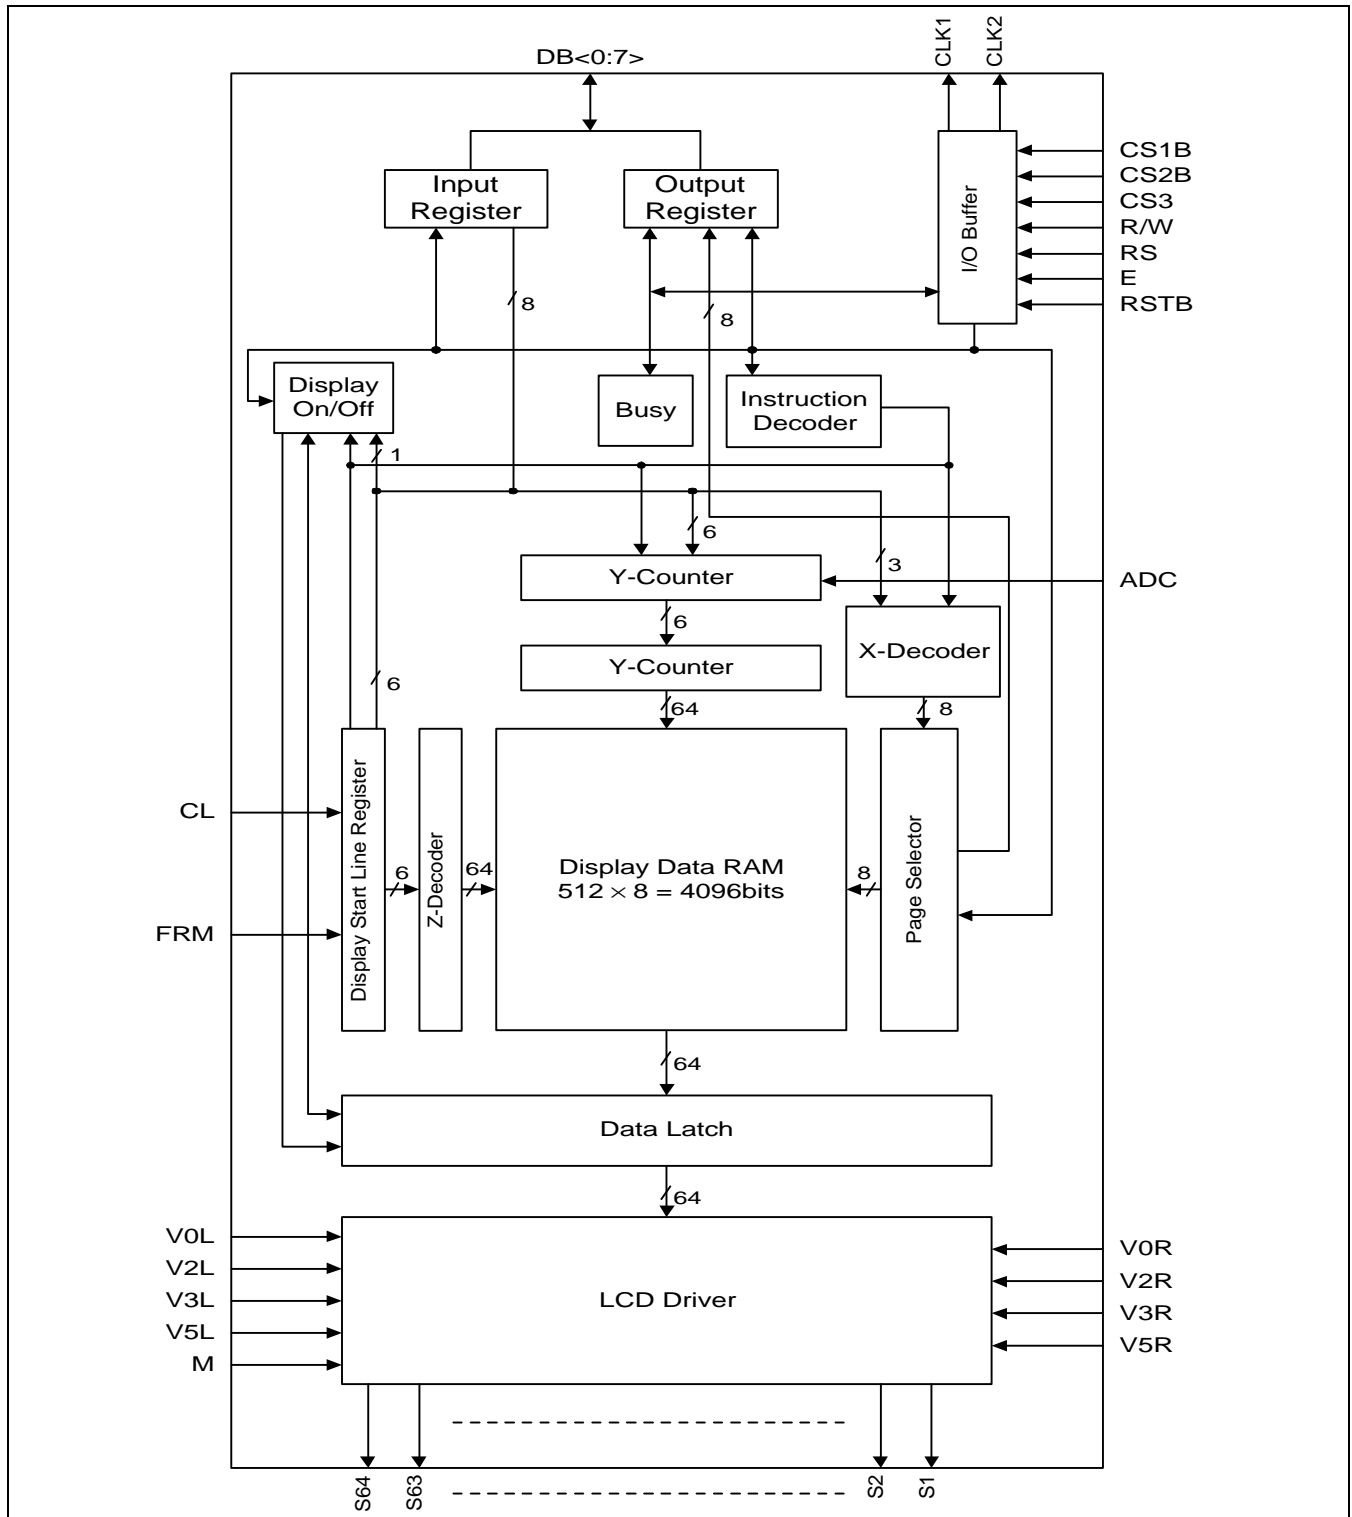 DB<0:7>
CLK1
CLK2
Input
Register
Output
Register
I/O Buffer
CS1B
CS2B
CS3
R/W
RS
E
RSTB
8
8
Display
On/Off
Busy
Instruction
Decoder
1
6
3
Y-Counter
ADC
6
X-Decoder
Y-Counter
6
64
8
CL
FRM
Display Start Line Register
6
Z-Decoder
64
Display Data RAM
512 × 8 = 4096bits
8
Page Selector
64
Data Latch
64
V0L
V2L
V3L
V5L
M
LCD Driver
V0R
V2R
V3R
V5R
S64
S63
S2
S1